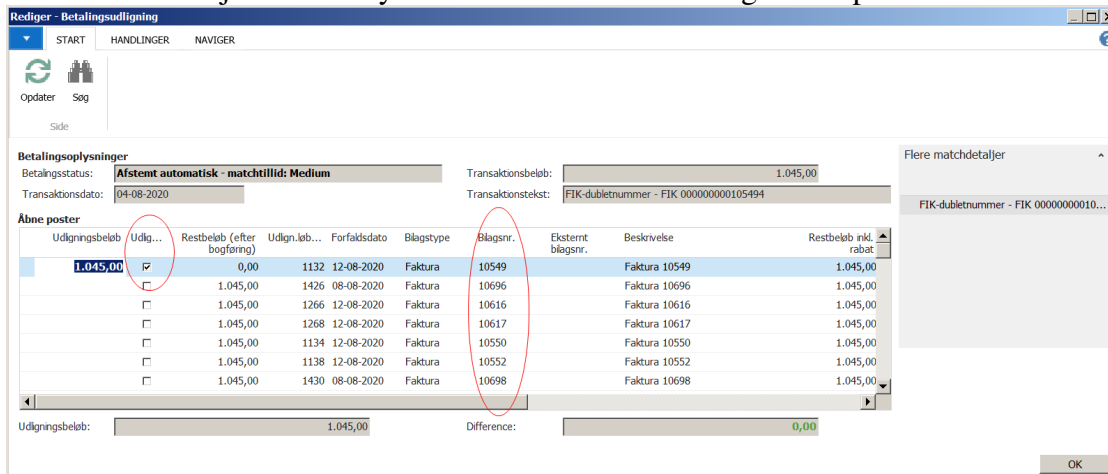 Rediger - Betalingsudligning
START HANDLINGER NAVIGER
Opdater Søg
Side
Betalingsoplysninger
Betalingsstatus: Afstemt automatisk - matchtillid: Medium Transaktionsbeløb: 1.045,00
Transaktionsdato: 04-08-2020 Transaktionstekst: FIK-dubletnummer - FIK 000000000105494
Flere matchdetaljer
FIK-dubletnummer - FIK 00000000010...
Åbne poster
Udligningsbeløb Udlig... Restbeløb (efter bogføring) Udlign.løb... Forfaldsdato Bilagstype Bilagsnr. Eksternt bilagsnr. Beskrivelse Restbeløb inkl. rabat
1.045,00 0,00 1132 12-08-2020 Faktura 10549 Faktura 10549 1.045,00
1.045,00 1426 08-08-2020 Faktura 10696 Faktura 10696 1.045,00
1.045,00 1266 12-08-2020 Faktura 10616 Faktura 10616 1.045,00
1.045,00 1268 12-08-2020 Faktura 10617 Faktura 10617 1.045,00
1.045,00 1134 12-08-2020 Faktura 10550 Faktura 10550 1.045,00
1.045,00 1138 12-08-2020 Faktura 10552 Faktura 10552 1.045,00
1.045,00 1430 08-08-2020 Faktura 10698 Faktura 10698 1.045,00
Udligningsbeløb: 1.045,00 Difference: 0,00
OK